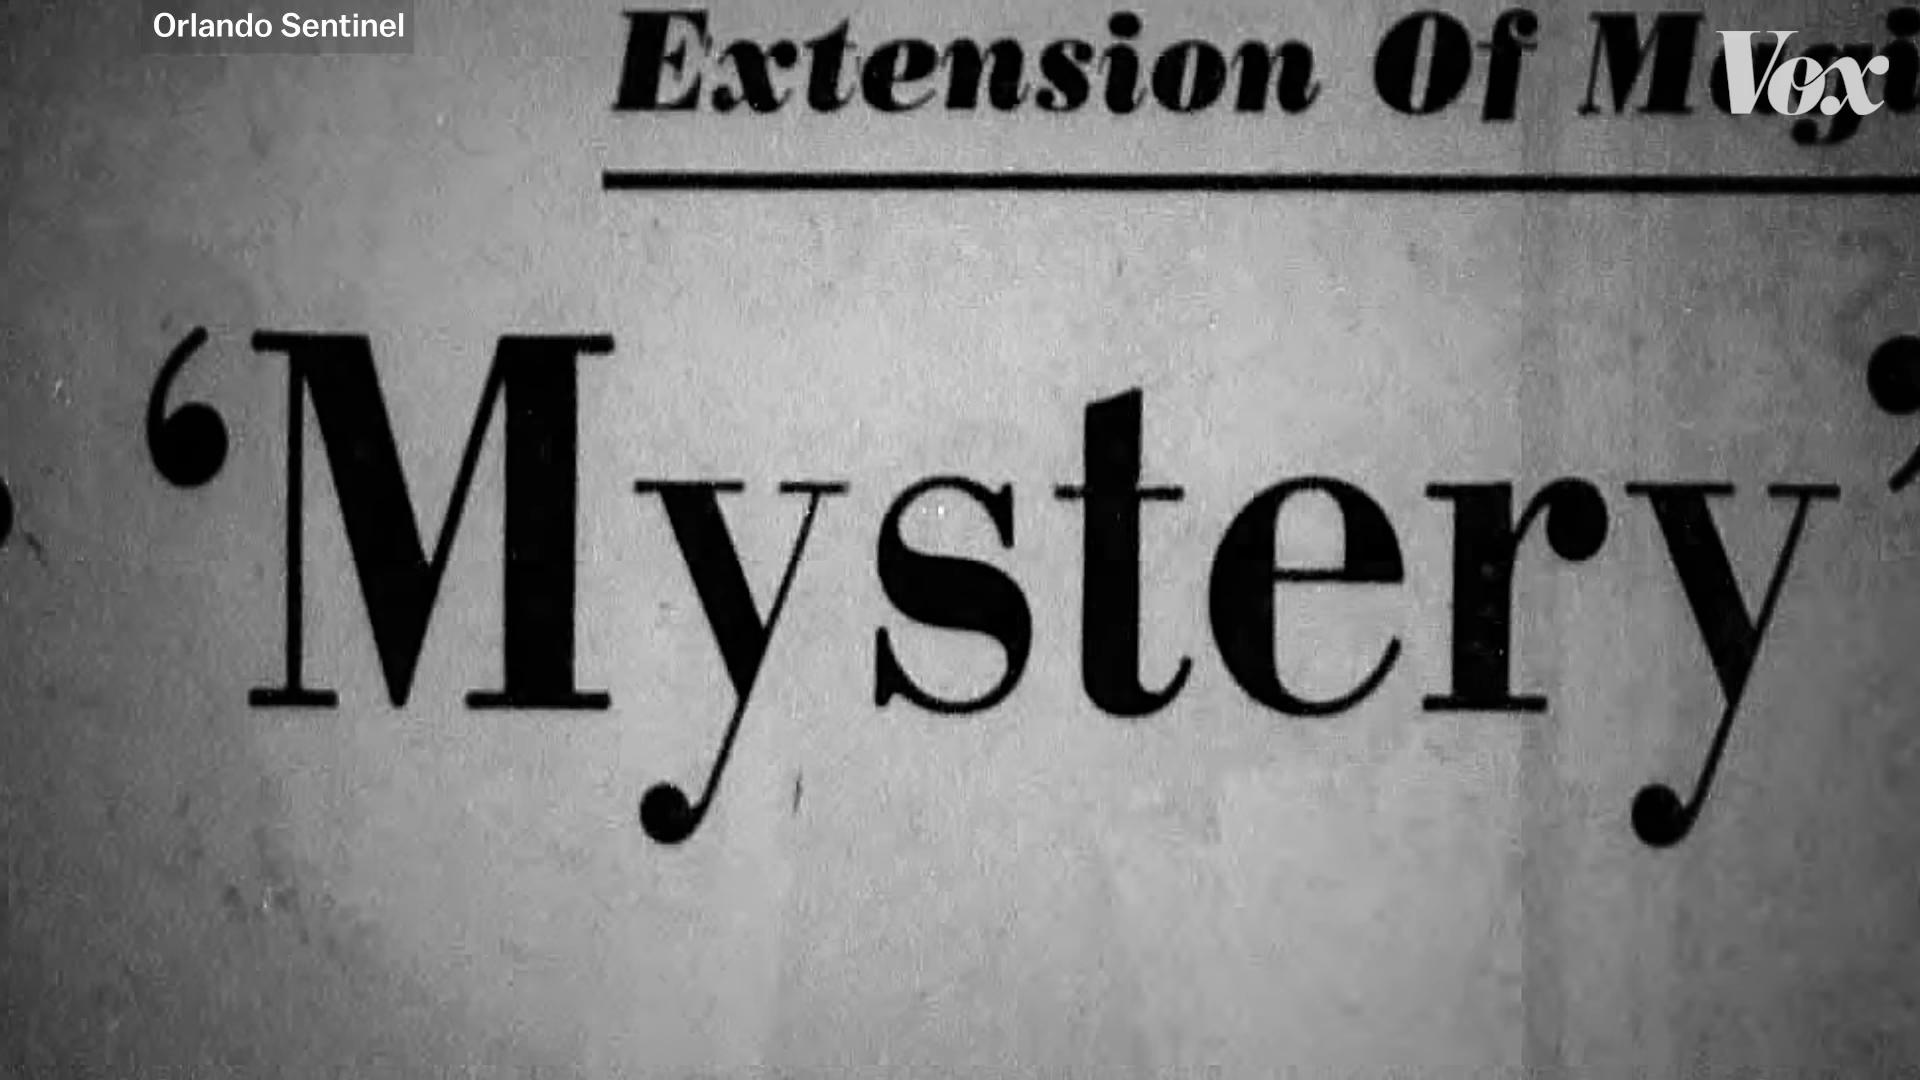 Orlando Sentinel
Extension Of
Vox
‘Mystery’